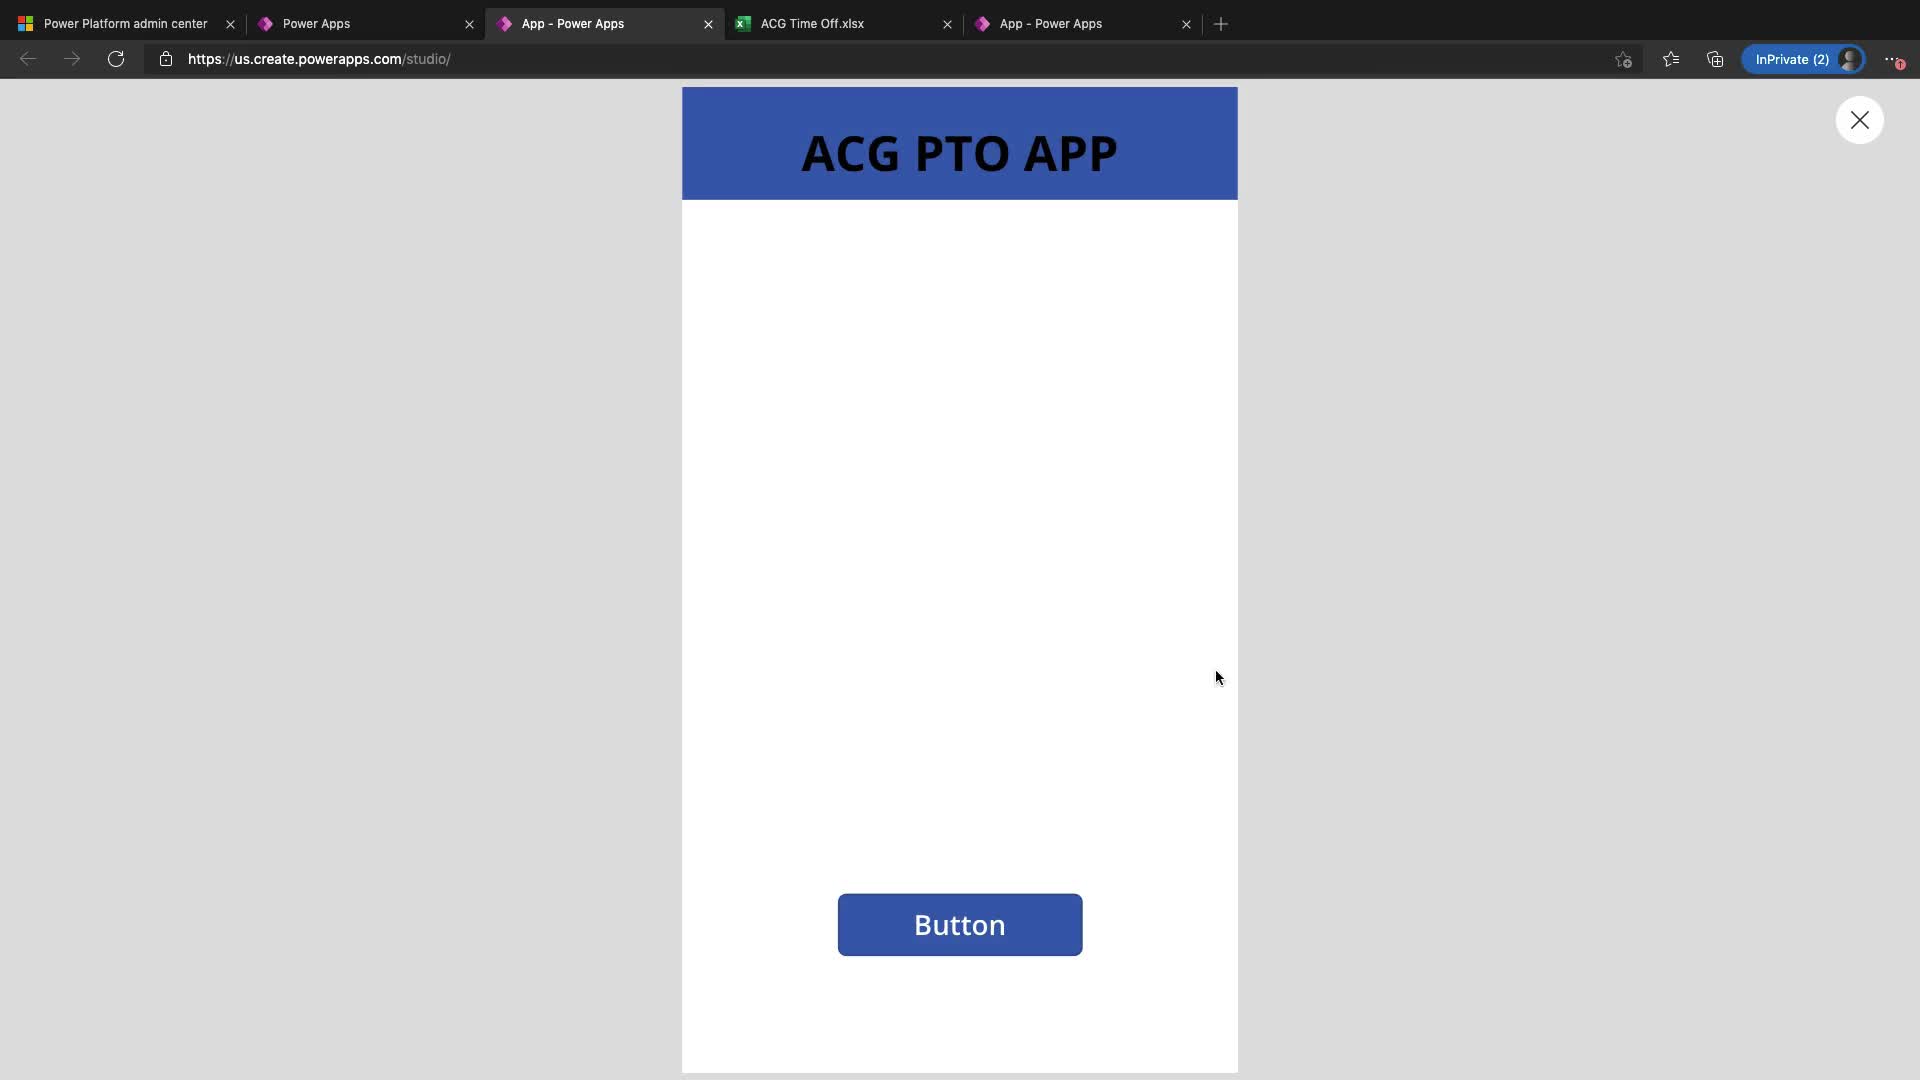 Power Platform admin center
Power Apps
App - Power Apps
ACG Time Off.xlsx
App - Power Apps
https://us.create.powerapps.com/studio/
InPrivate (2)
ACG PTO APP
Button